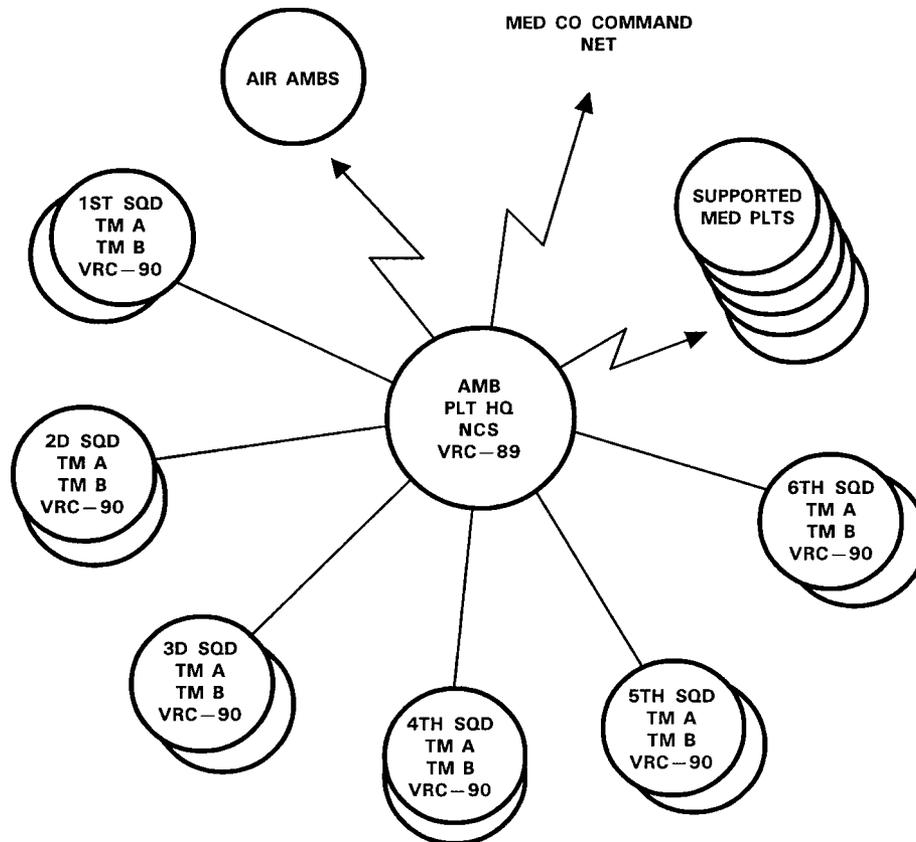 MED CO COMMAND
NET
AIR AMBS
SUPPORTED
MED PLTS
1ST SQD
TM A
TM B
VRC—90
AMB
PLT HQ
NCS
VRC—89
2D SQD
TM A
TM B
VRC—90
6TH SQD
TM A
TM B
VRC—90
3D SQD
TM A
TM B
VRC—90
4TH SQD
TM A
TM B
VRC—90
5TH SQD
TM A
TM B
VRC—90